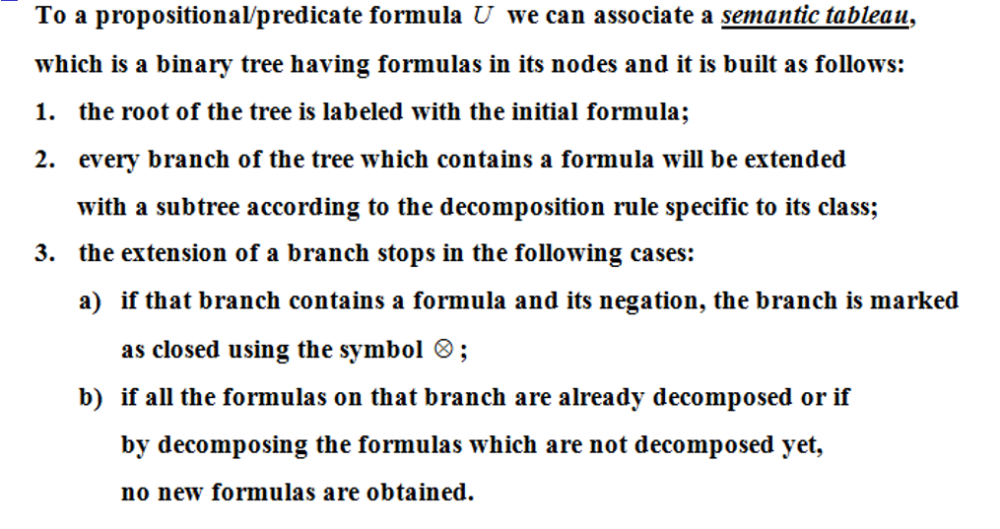 To a propositional/predicate formula U we can associate a semantic tableau,
which is a binary tree having formulas in its nodes and it is built as follows:
1. the root of the tree is labeled with the initial formula;
2. every branch of the tree which contains a formula will be extended
with a subtree according to the decomposition rule specific to its class;
3. the extension of a branch stops in the following cases:
a) if that branch contains a formula and its negation, the branch is marked
as closed using the symbol ⊗ ;
b) if all the formulas on that branch are already decomposed or if
by decomposing the formulas which are not decomposed yet,
no new formulas are obtained.